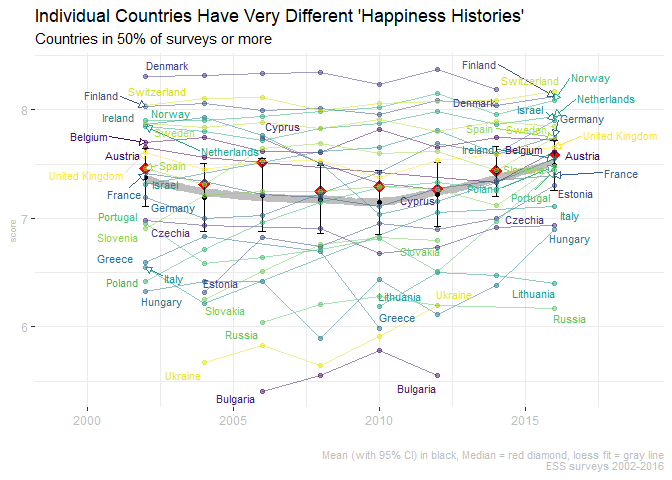 Individual Countries Have Very Different 'Happiness Histories'
Countries in 50% of surveys or more
Denmark
Finland
Switzerland
Norway
Finland
Switzerland
Netherlands
8
Ireland
Norway
Denmark
Israel
Germany
Belgium
Sweden
Cyprus
Spain
Sweden
United Kingdom
Austria
Netherlands
Ireland
Belgium
Austria
United Kingdom
Spain
Slovenia
France
Israel
Poland
France
Germany
Cyprus
Portugal
Estonia
7
Portugal
Czechia
Czechia
Italy
Slovenia
Hungary
Greece
Slovakia
Poland
Italy
Estonia
Hungary
Lithuania
Ukraine
Lithuania
Slovakia
Greece
Russia
6
Russia
Ukraine
Bulgaria
Bulgaria
score
2000
2005
2010
2015
Mean (with 95% CI) in black, Median = red diamond, loess fit = gray line
ESS surveys 2002-2016